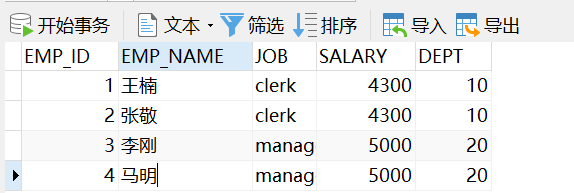 开始事务 文本 筛选 排序 导入 导出
EMP_ID EMP_NAME JOB SALARY DEPT
1 王楠 clerk 4300 10
2 张敬 clerk 4300 10
3 李刚 manag 5000 20
4 马明 manag 5000 20